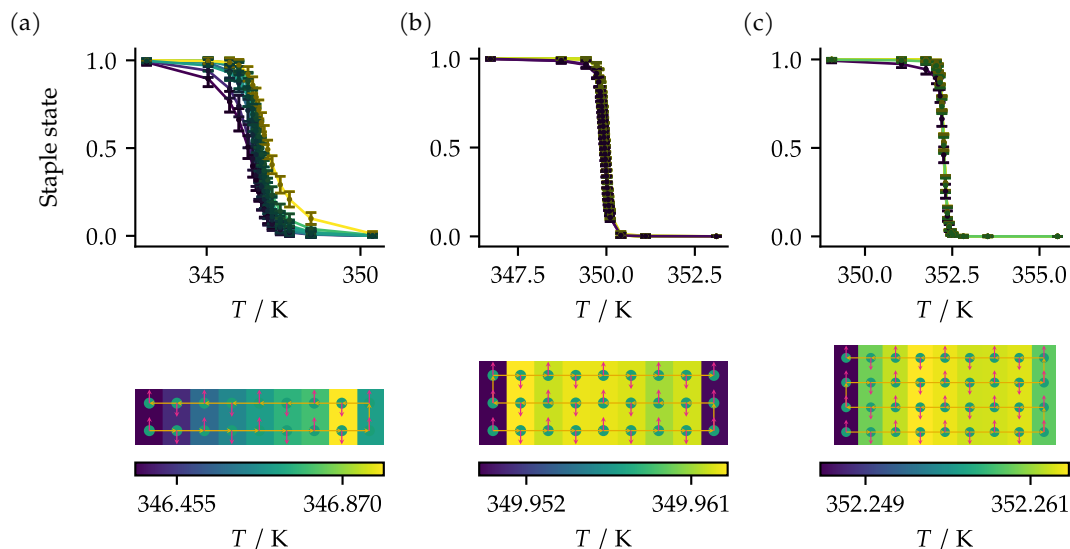 (a)
(b)
(c)
Staple state
1.0
0.5
0.0
345
350
T / K
1.0
0.5
0.0
347.5
350.0
352.5
T / K
1.0
0.5
0.0
350.0
352.5
355.0
T / K
346.455
346.870
T / K
349.952
349.961
T / K
352.249
352.261
T / K